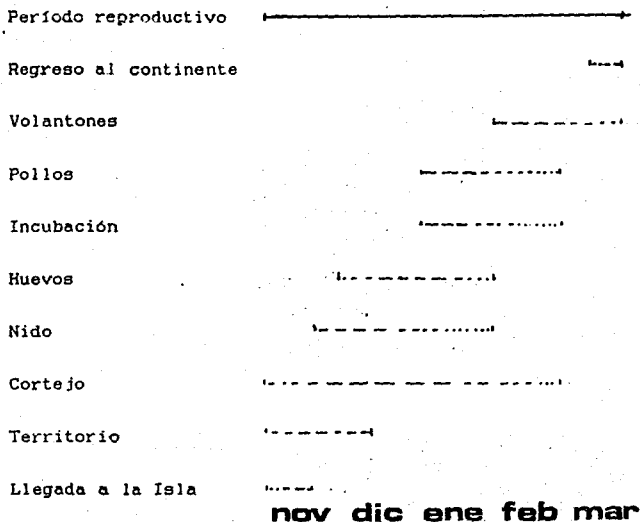 Período reproductivo
Regreso al continente
Volantones
Pollos
Incubación
Huevos
Nido
Cortejo
Territorio
Llegada a la Isla
nov dic ene feb mar